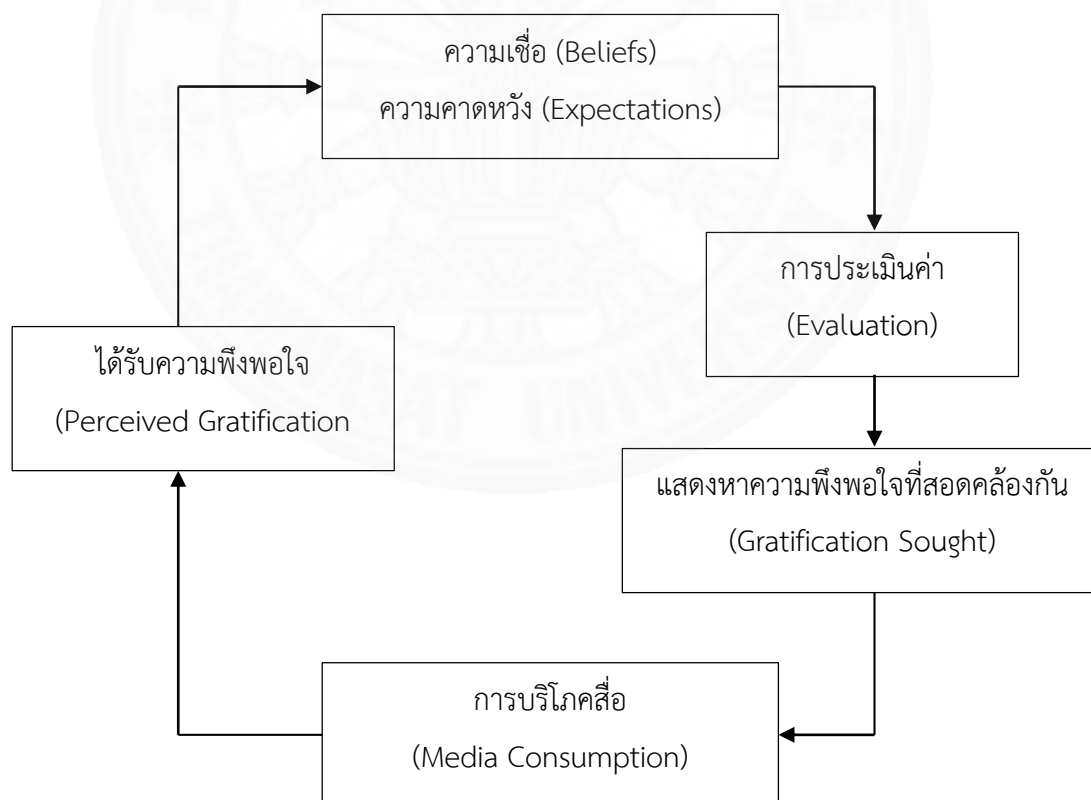 ความเชื่อ (Beliefs)
ความคาดหวัง (Expectations)
การประเมินค่า
(Evaluation)
ได้รับความพึงพอใจ
(Perceived Gratification
แสดงหาความพึงพอใจที่สอดคล้องกัน
(Gratification Sought)
การบริโภคสื่อ
(Media Consumption)
THAMMASAT UNIVERSITY